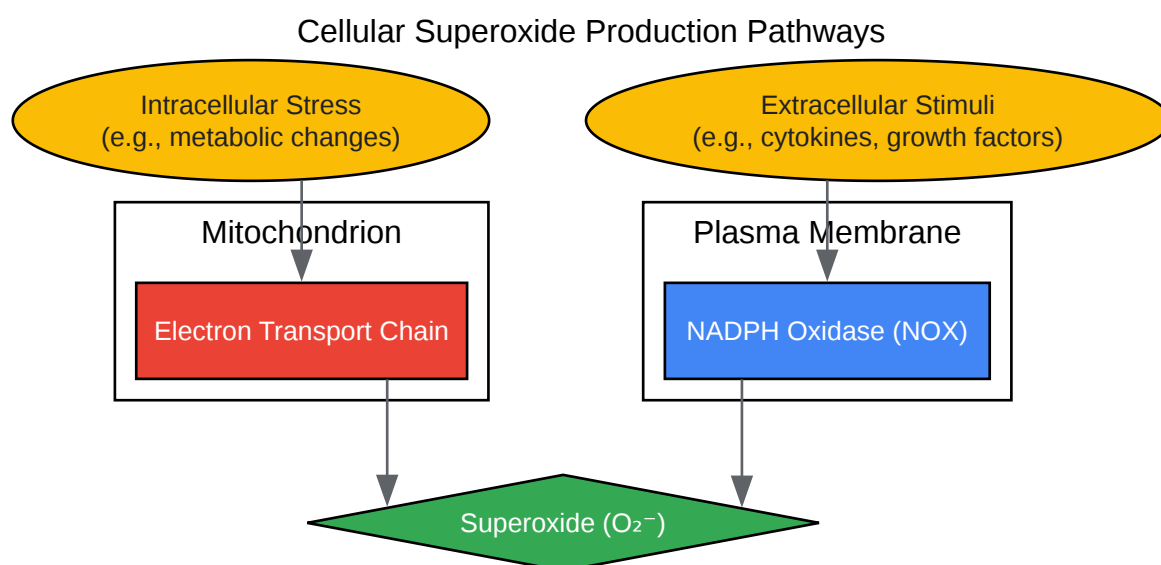 Cellular Superoxide Production Pathways
Intracellular Stress
(e.g., metabolic changes)
Extracellular Stimuli
(e.g., cytokines, growth factors)
Mitochondrion
Plasma Membrane
Electron Transport Chain
NADPH Oxidase (NOX)
Superoxide (O₂⁻)